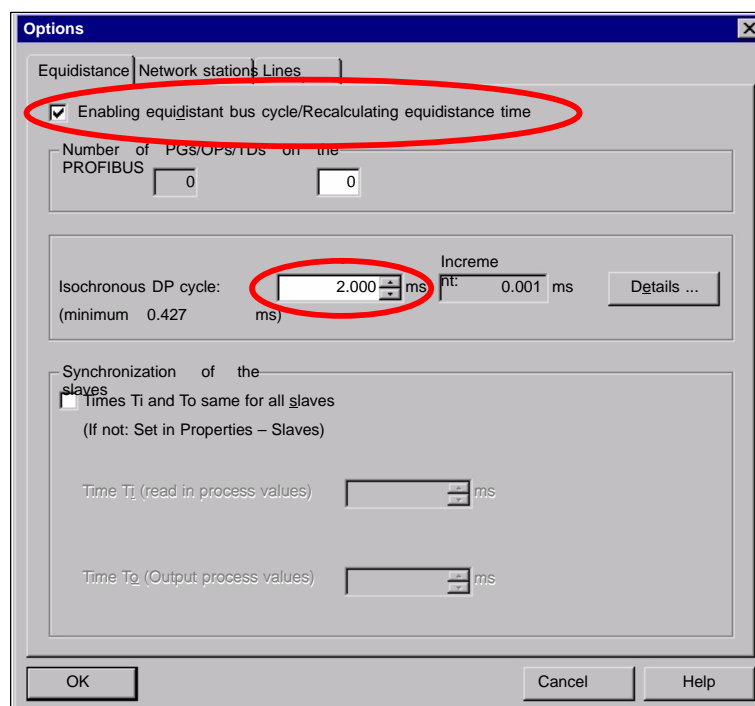 Options
Equidistance Network stations Lines
Enabling equidistant bus cycle/Recalculating equidistance time
Number of PGs/OPs/TDs on the
PROFIBUS
0 0
Increme
Isochronous DP cycle: 2.000 ms nt: 0.001 ms Details ...
(minimum 0.427 ms)
Synchronization of the
slaves
Times Ti and To same for all slaves
(If not: Set in Properties – Slaves)
Time Ti (read in process values) ms
Time To (Output process values) ms
OK Cancel Help